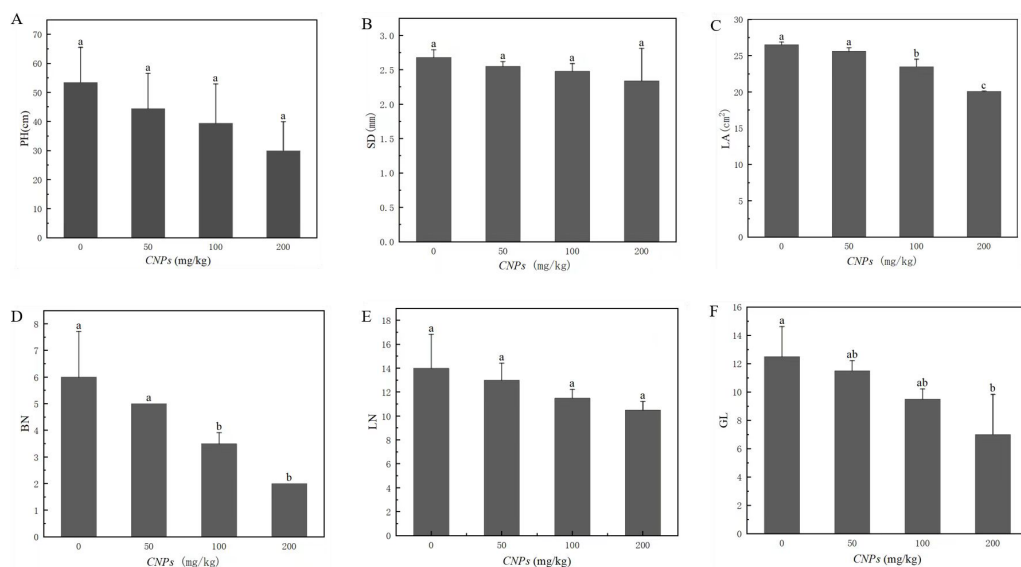 A
PH(cm)
70
60
50
40
30
20
10
0
a
a
a
a
0 50 100 200
CNPs (mg/kg)
B
SD (mm)
3.0
2.5
2.0
1.5
1.0
0.5
0.0
a
a
a
a
0 50 100 200
CNPs (mg/kg)
C
LA (cm²)
30
25
20
15
10
5
0
a
a
b
c
0 50 100 200
CNPs (mg/kg)
D
BN
8
7
6
5
4
3
2
1
0
a
a
b
b
0 50 100 200
CNPs (mg/kg)
E
LN
18
16
14
12
10
8
6
4
2
0
a
a
a
a
0 50 100 200
CNPs (mg/kg)
F
GL
16
14
12
10
8
6
4
2
0
a
ab
ab
b
0 50 100 200
CNPs (mg/kg)